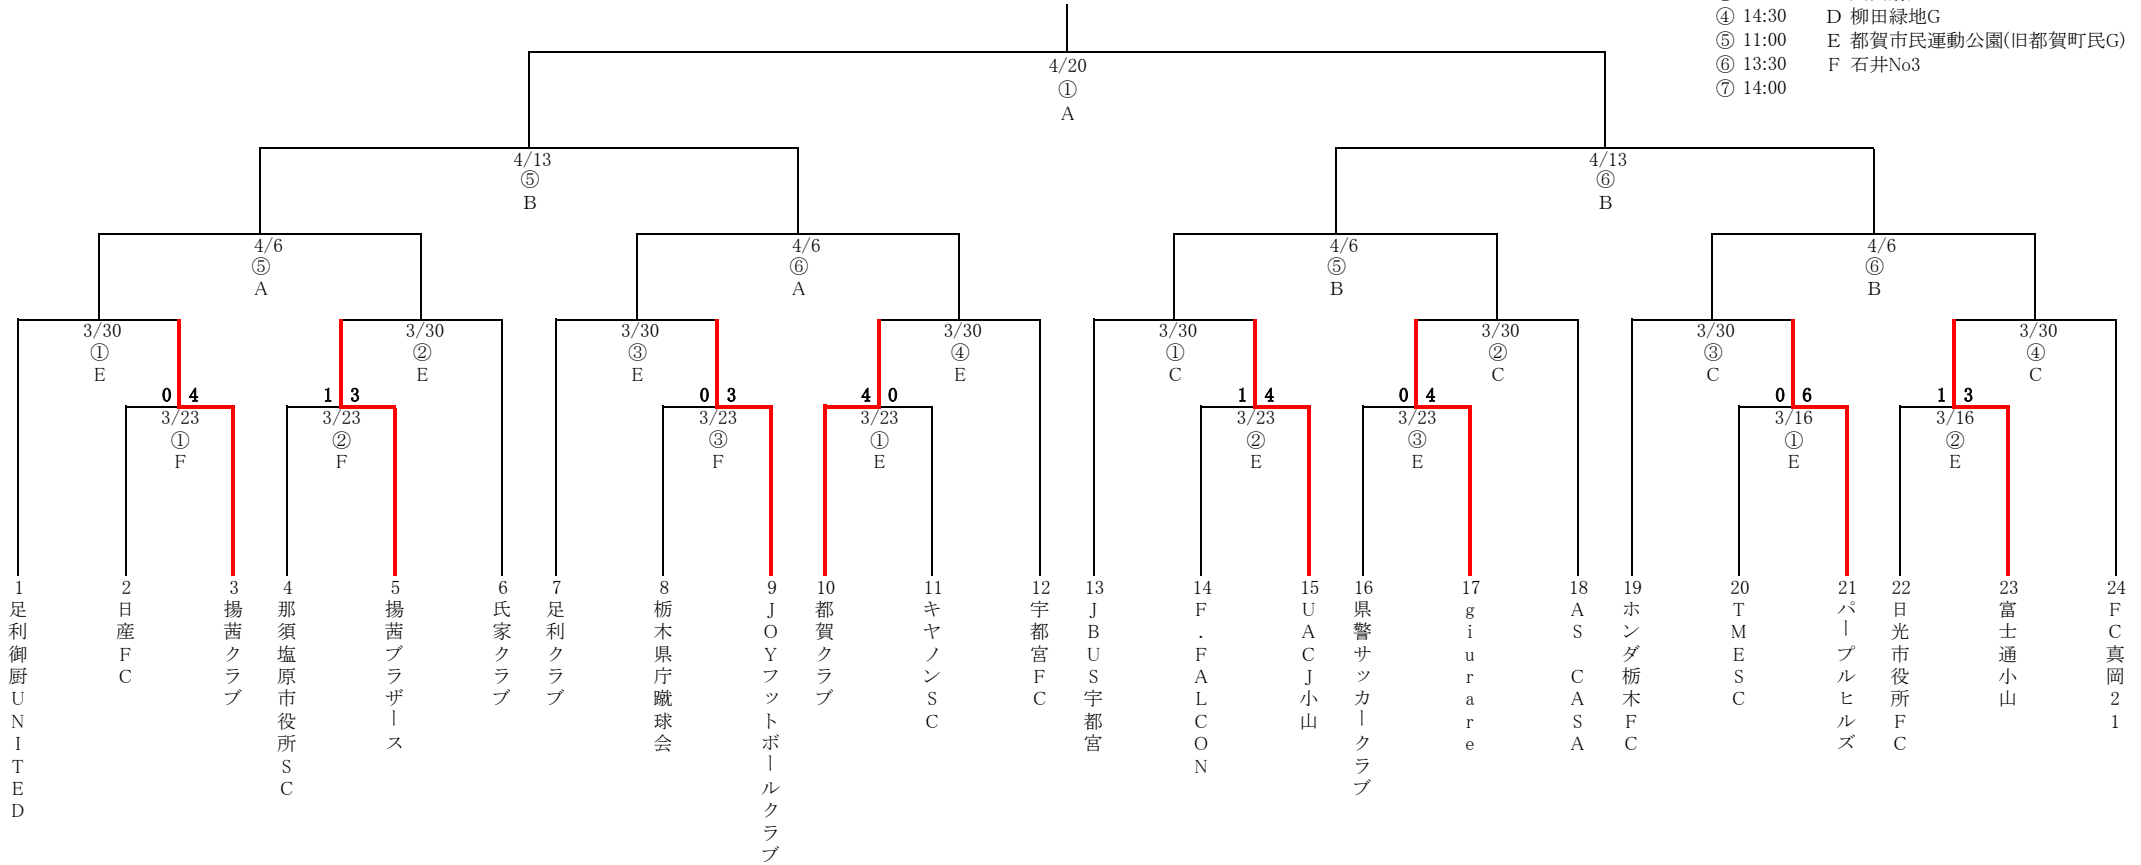 ④ 14:30 D 柳田緑地G
⑤ 11:00 E 都賀市民運動公園(旧都賀町民G)
⑥ 13:30 F 石井No3
⑦ 14:00
4/20
①
A
4/13 4/13
⑤ ⑥
B B
4/6 4/6 4/6 4/6
⑤ ⑥ ⑤ ⑥
A A B B
3/30 3/30 3/30 3/30 3/30 3/30 3/30 3/30
① ② ③ ④ ① ② ③ ④
E E E E C C C C
0 4 1 3 0 3 4 0 1 4 0 4 0 6 1 3
3/23 3/23 3/23 3/23 3/23 3/23 3/16 3/16
① ② ③ ① ② ③ ① ②
F F F E E E E E
1 足利御厨UNITED
2 日産FC
3 揚茜クラブ
4 那須塩原市役所SC
5 揚茜ブラザース
6 氏家クラブ
7 足利クラブ
8 栃木県庁蹴球会
9 JOYフットボールクラブ
10 都賀クラブ
11 キヤノンSC
12 宇都宮FC
13 JBUS宇都宮
14 F.FALCON
15 UACJ小山
16 県警サッカークラブ
17 giurare
18 AS CASA
19 ホンダ栃木FC
20 TMESC
21 パープルヒルズ
22 日光市役所FC
23 富士通小山
24 FC真岡21